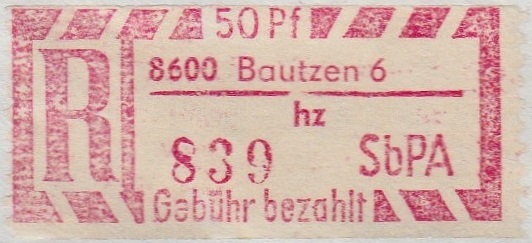 50 Pf
R
8600 Bautzen 6
hz
839 SbPA
Gebühr bezahlt